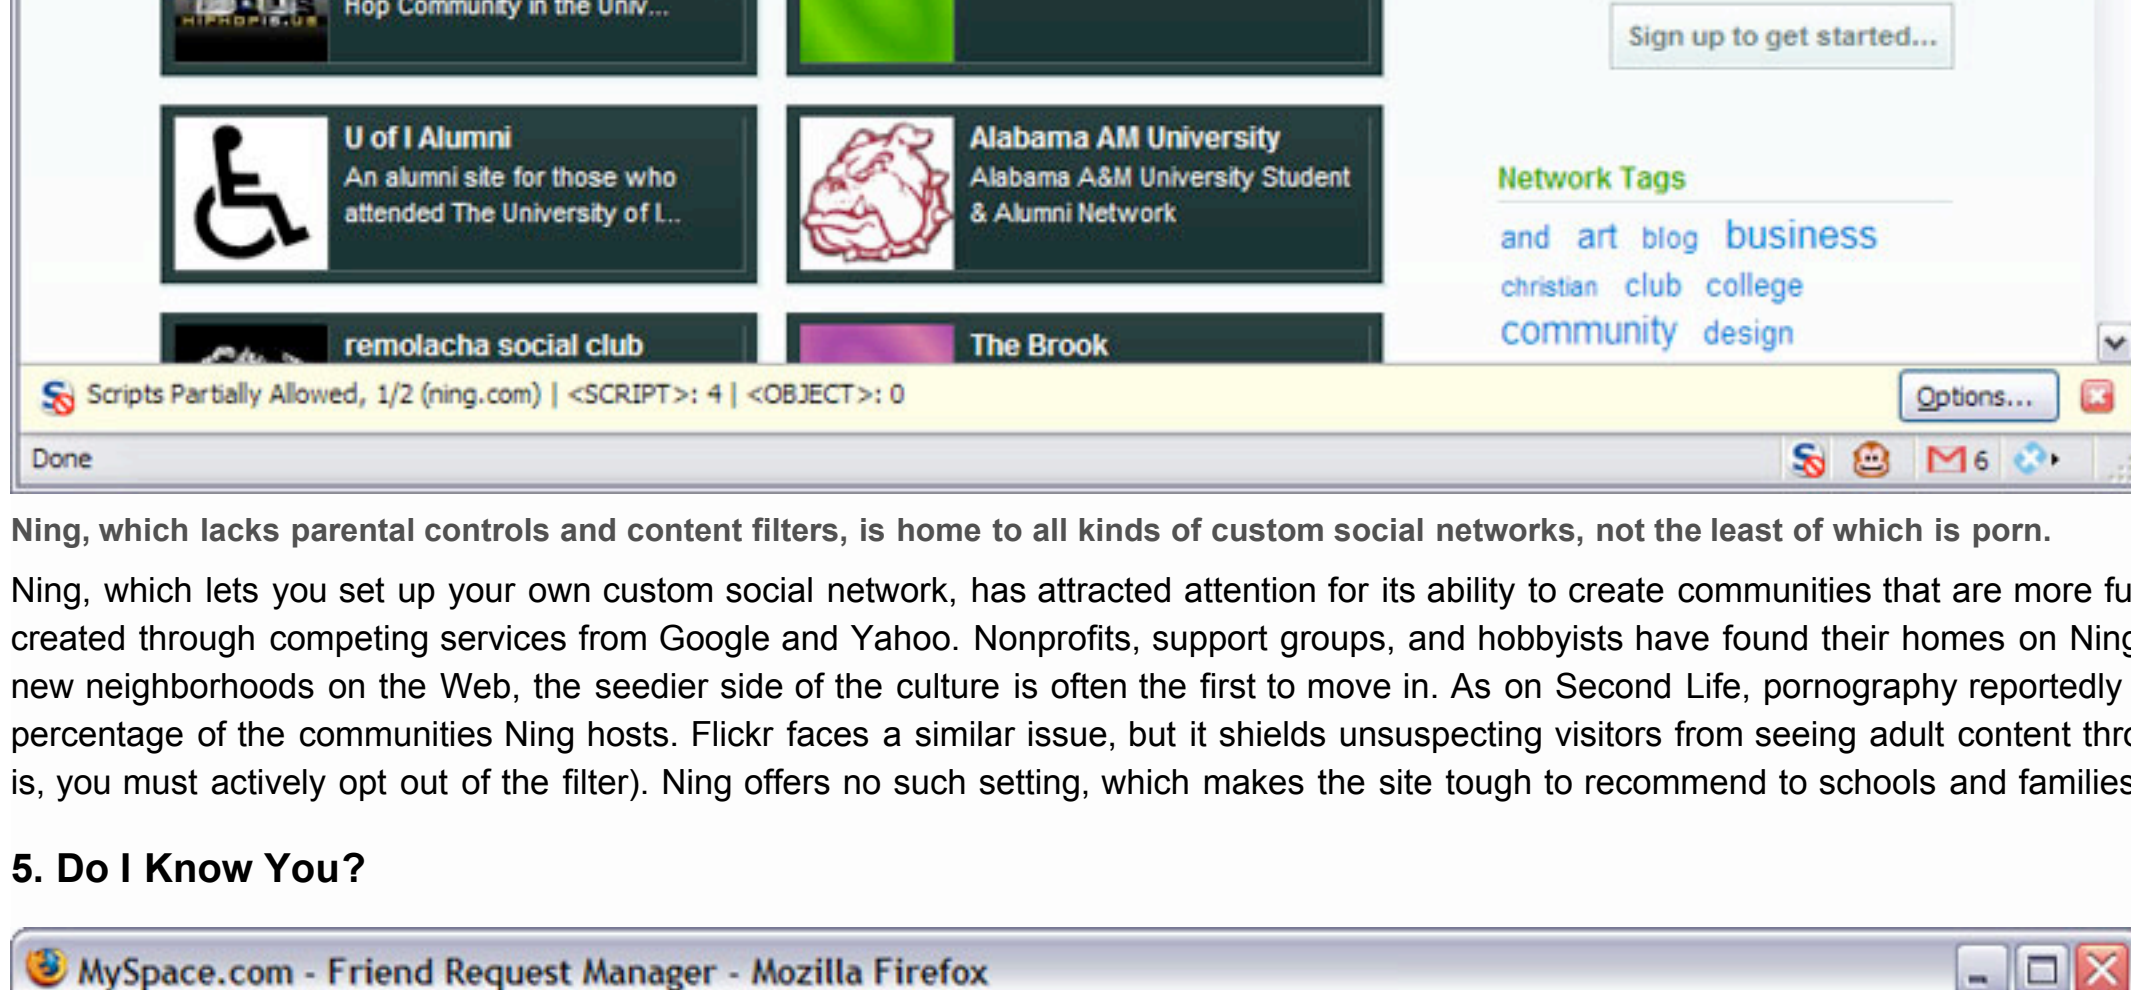 Hop Community in the Univ...
HIPHOPIS.US
Sign up to get started...
U of I Alumni
An alumni site for those who
attended The University of I...
Alabama AM University
Alabama A&M University Student
& Alumni Network
Network Tags
and art blog business
christian club college
community design
remolacha social club
The Brook
Scripts Partially Allowed, 1/2 (ning.com) | <SCRIPT>: 4 | <OBJECT>: 0
Options...
Done
6
Ning, which lacks parental controls and content filters, is home to all kinds of custom social networks, not the least of which is porn.
Ning, which lets you set up your own custom social network, has attracted attention for its ability to create communities that are more fu
created through competing services from Google and Yahoo. Nonprofits, support groups, and hobbyists have found their homes on Ning
new neighborhoods on the Web, the seedier side of the culture is often the first to move in. As on Second Life, pornography reportedly
percentage of the communities Ning hosts. Flickr faces a similar issue, but it shields unsuspecting visitors from seeing adult content thro
is, you must actively opt out of the filter). Ning offers no such setting, which makes the site tough to recommend to schools and families
5. Do I Know You?
MySpace.com - Friend Request Manager - Mozilla Firefox